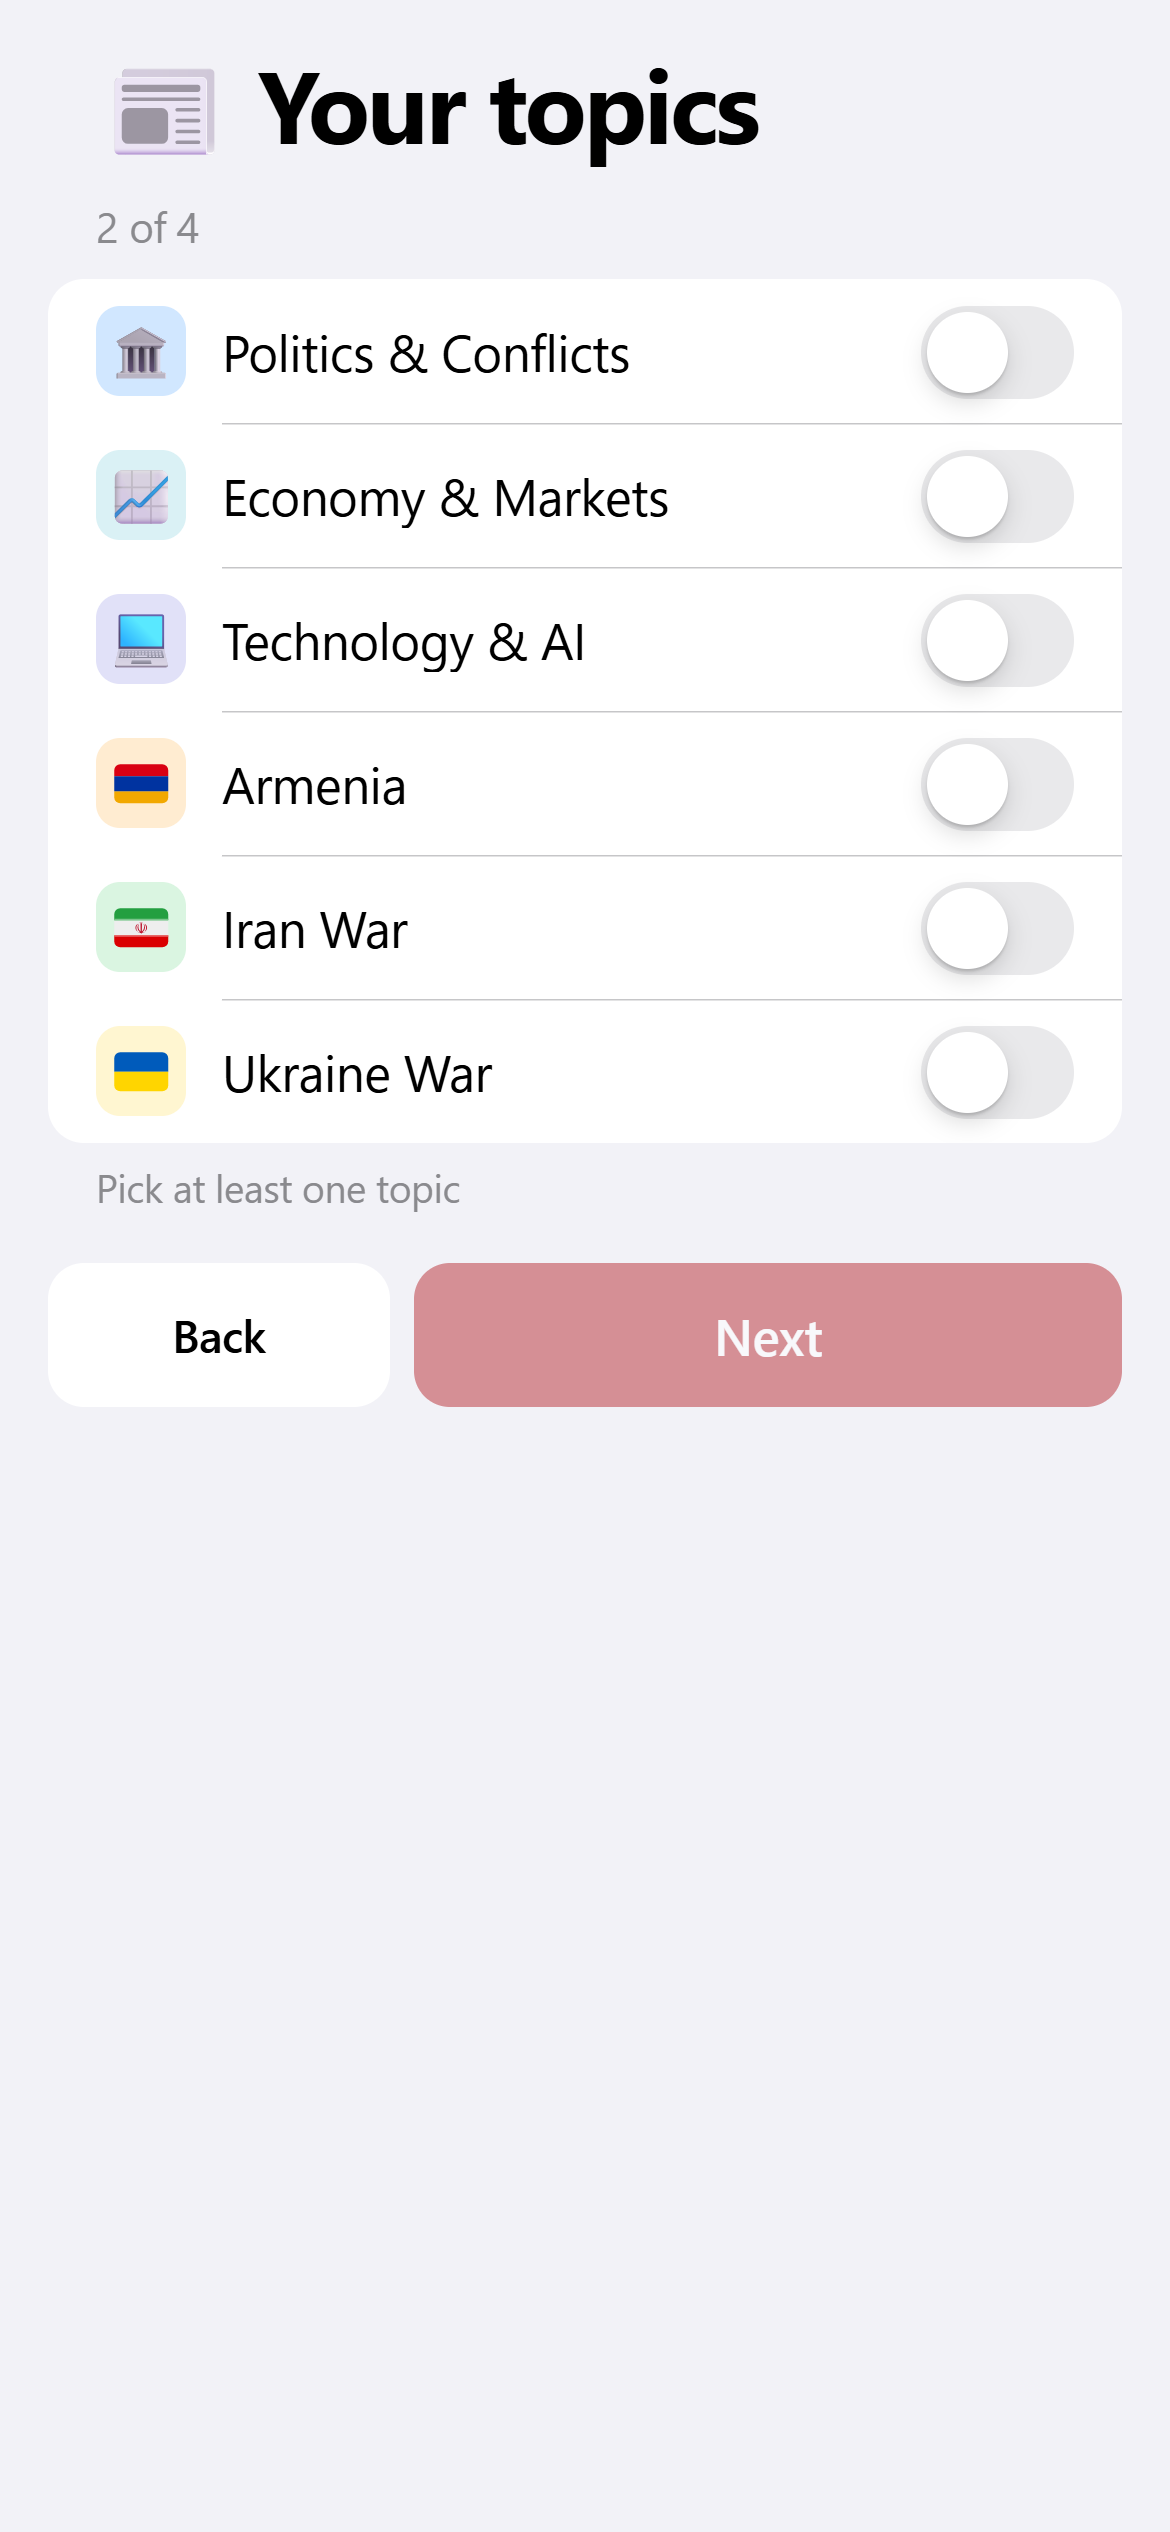 Your topics
2 of 4
Politics & Conflicts
Economy & Markets
Technology & AI
Armenia
Iran War
Ukraine War
Pick at least one topic
Back
Next